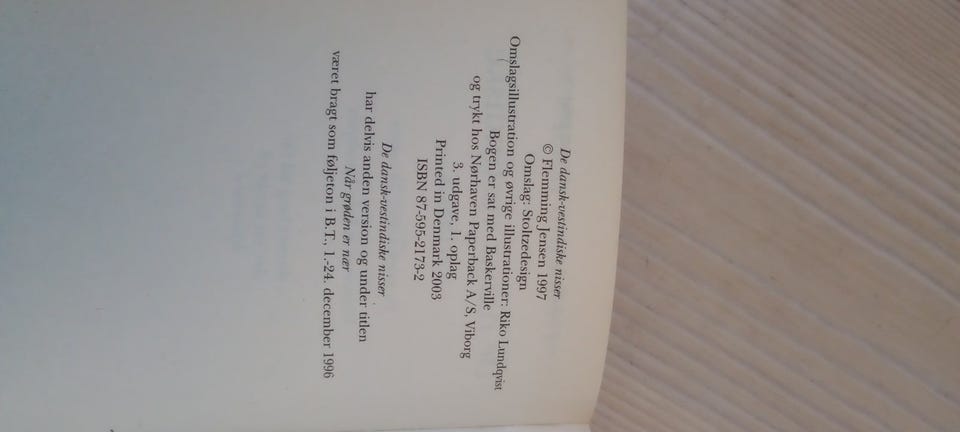 De dansk-vestindiske nisser
© Flemming Jensen 1997
Omslag: Stoltzedesign
Omslagsillustration og øvrige illustrationer: Riko Lundqvist
Bogen er sat med Baskerville
og trykt hos Nørhaven Paperback A/S, Viborg
3. udgave, 1. oplag
Printed in Denmark 2003
ISBN 87-595-2173-2
De dansk-vestindiske nisser
har delvis i anden version og under titlen
Når grøden er nær
været bragt som føljeton i B.T., 1.-24. december 1996